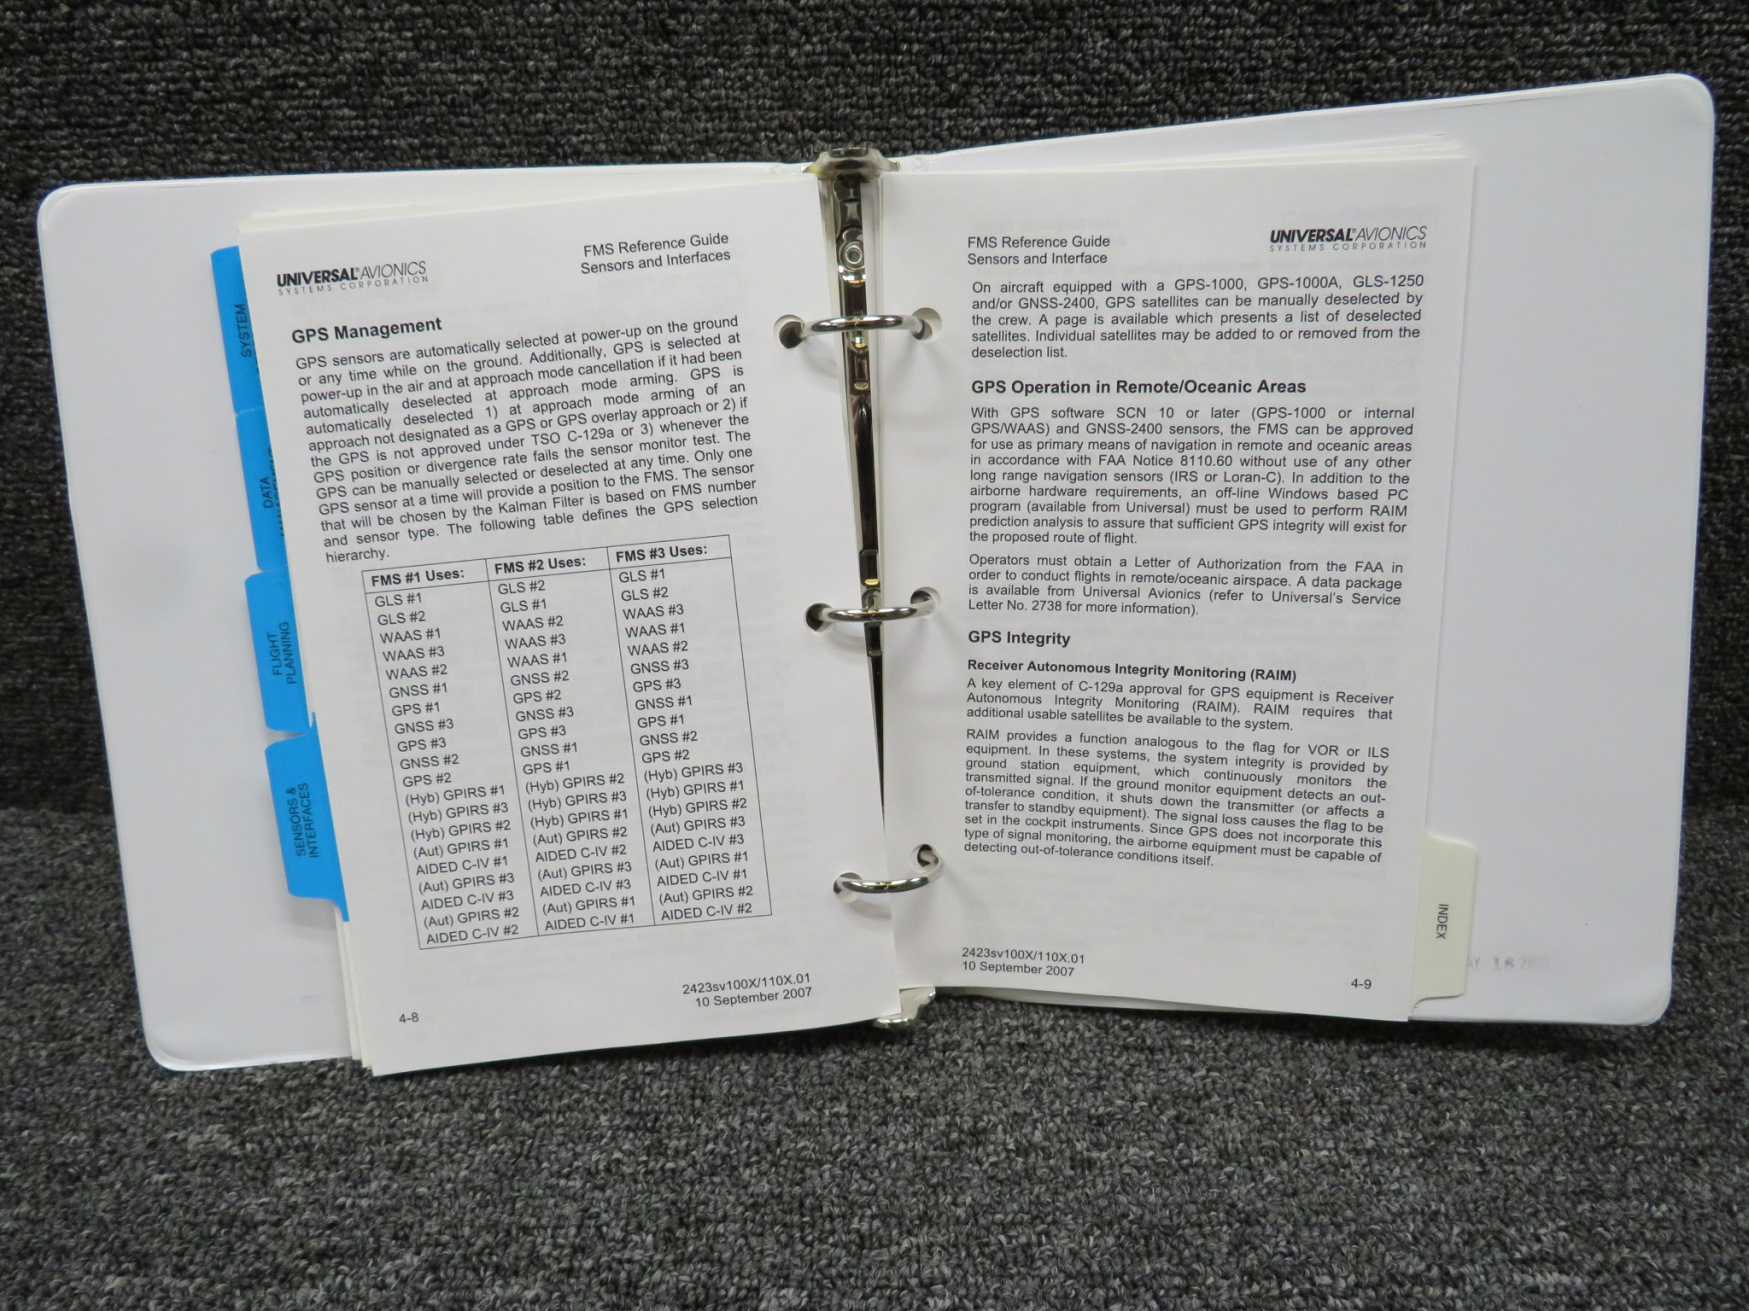 SYSTEM
DATA
FLIGHT
PLANNING
SENSORS &
INTERFACES
UNIVERSAL® AVIONICS
SYSTEMS CORPORATION
FMS Reference Guide
Sensors and Interfaces
GPS Management
GPS sensors are automatically selected at power-up on the ground
or any time while on the ground. Additionally, GPS is selected at
power-up in the air and at approach mode cancellation if it had been
automatically deselected at approach mode arming. GPS is
automatically deselected 1) at approach mode arming of an
approach not designated as a GPS or GPS overlay approach or 2) if
the GPS is not approved under TSO C-129a or 3) whenever the
GPS position or divergence rate fails the sensor monitor test. The
GPS can be manually selected or deselected at any time. Only one
GPS sensor at a time will provide a position to the FMS. The sensor
that will be chosen by the Kalman Filter is based on FMS number
and sensor type. The following table defines the GPS selection
hierarchy.
FMS #1 Uses: FMS #2 Uses: FMS #3 Uses:
GLS #1 GLS #2 GLS #1
GLS #2 GLS #1 GLS #2
WAAS #1 WAAS #2 WAAS #3
WAAS #3 WAAS #3 WAAS #1
WAAS #2 WAAS #1 WAAS #2
GNSS #1 GNSS #2 GNSS #3
GPS #1 GPS #2 GPS #3
GNSS #3 GNSS #3 GNSS #1
GPS #3 GPS #3 GPS #1
GNSS #2 GNSS #1 GNSS #2
GPS #2 GPS #1 GPS #2
(Hyb) GPIRS #1 (Hyb) GPIRS #2 (Hyb) GPIRS #3
(Hyb) GPIRS #3 (Hyb) GPIRS #3 (Hyb) GPIRS #1
(Hyb) GPIRS #2 (Hyb) GPIRS #1 (Hyb) GPIRS #2
(Aut) GPIRS #1 (Aut) GPIRS #2 (Aut) GPIRS #3
AIDED C-IV #1 AIDED C-IV #2 AIDED C-IV #3
(Aut) GPIRS #3 (Aut) GPIRS #3 (Aut) GPIRS #1
AIDED C-IV #3 AIDED C-IV #3 AIDED C-IV #1
(Aut) GPIRS #2 (Aut) GPIRS #1 (Aut) GPIRS #2
AIDED C-IV #2 AIDED C-IV #1 AIDED C-IV #2
2423sv100X/110X.01
10 September 2007
4-8
FMS Reference Guide
Sensors and Interface
UNIVERSAL® AVIONICS
SYSTEMS CORPORATION
On aircraft equipped with a GPS-1000, GPS-1000A, GLS-1250
and/or GNSS-2400, GPS satellites can be manually deselected by
the crew. A page is available which presents a list of deselected
satellites. Individual satellites may be added to or removed from the
deselection list.
GPS Operation in Remote/Oceanic Areas
With GPS software SCN 10 or later (GPS-1000 or internal
GPS/WAAS) and GNSS-2400 sensors, the FMS can be approved
for use as primary means of navigation in remote and oceanic areas
in accordance with FAA Notice 8110.60 without use of any other
long range navigation sensors (IRS or Loran-C). In addition to the
airborne hardware requirements, an off-line Windows based PC
program (available from Universal) must be used to perform RAIM
prediction analysis to assure that sufficient GPS integrity will exist for
the proposed route of flight.
Operators must obtain a Letter of Authorization from the FAA in
order to conduct flights in remote/oceanic airspace. A data package
is available from Universal Avionics (refer to Universal's Service
Letter No. 2738 for more information).
GPS Integrity
Receiver Autonomous Integrity Monitoring (RAIM)
A key element of C-129a approval for GPS equipment is Receiver
Autonomous Integrity Monitoring (RAIM). RAIM requires that
additional usable satellites be available to the system.
RAIM provides a function analogous to the flag for VOR or ILS
equipment. In these systems, the system integrity is provided by
ground station equipment, which continuously monitors the
transmitted signal. If the ground monitor equipment detects an out-
of-tolerance condition, it shuts down the transmitter (or affects a
transfer to standby equipment). The signal loss causes the flag to be
set in the cockpit instruments. Since GPS does not incorporate this
type of signal monitoring, the airborne equipment must be capable of
detecting out-of-tolerance conditions itself.
2423sv100X/110X.01
10 September 2007
4-9
INDEX